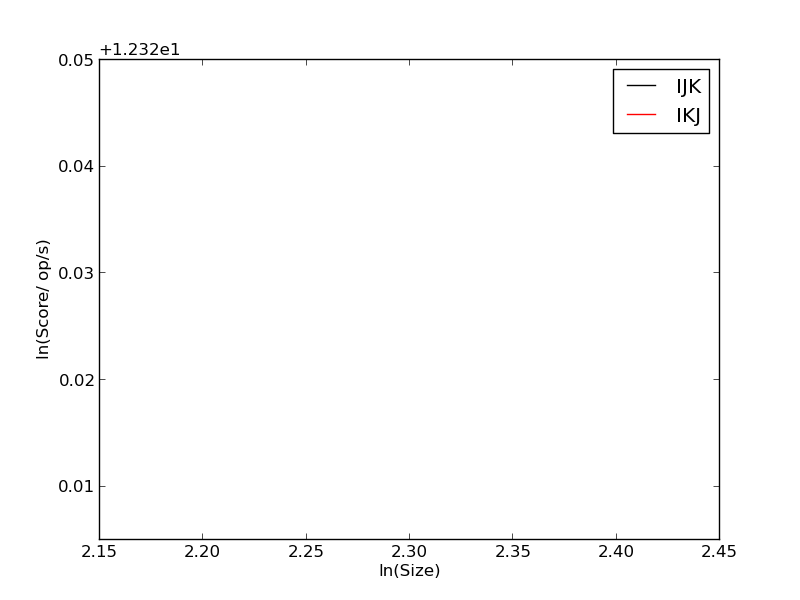 +1.232e1
0.05
0.04
0.03
0.02
0.01
ln(Score/ op/s)
IJK
IKJ
2.15 2.20 2.25 2.30 2.35 2.40 2.45
ln(Size)